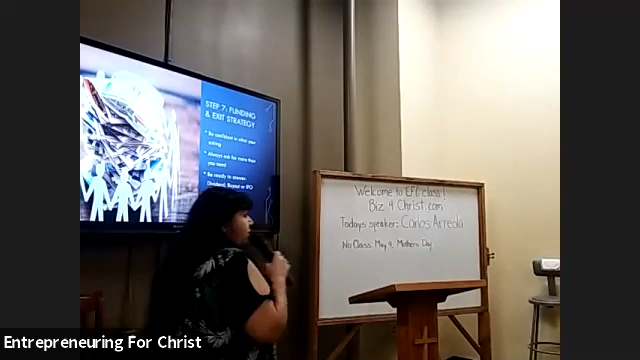 STEP 7: FUNDING
& EXIT STRATEGY
Be confident in what your
asking
Always ask for more than
you need
Be ready to answer:
Dividend, Buyout or IPO
Welcome to EFC class!
Biz 4 Christ.com
Todays speaker: Carlos Arreola
No Class: May 9, Mothers Day
Entrepreneuring For Christ